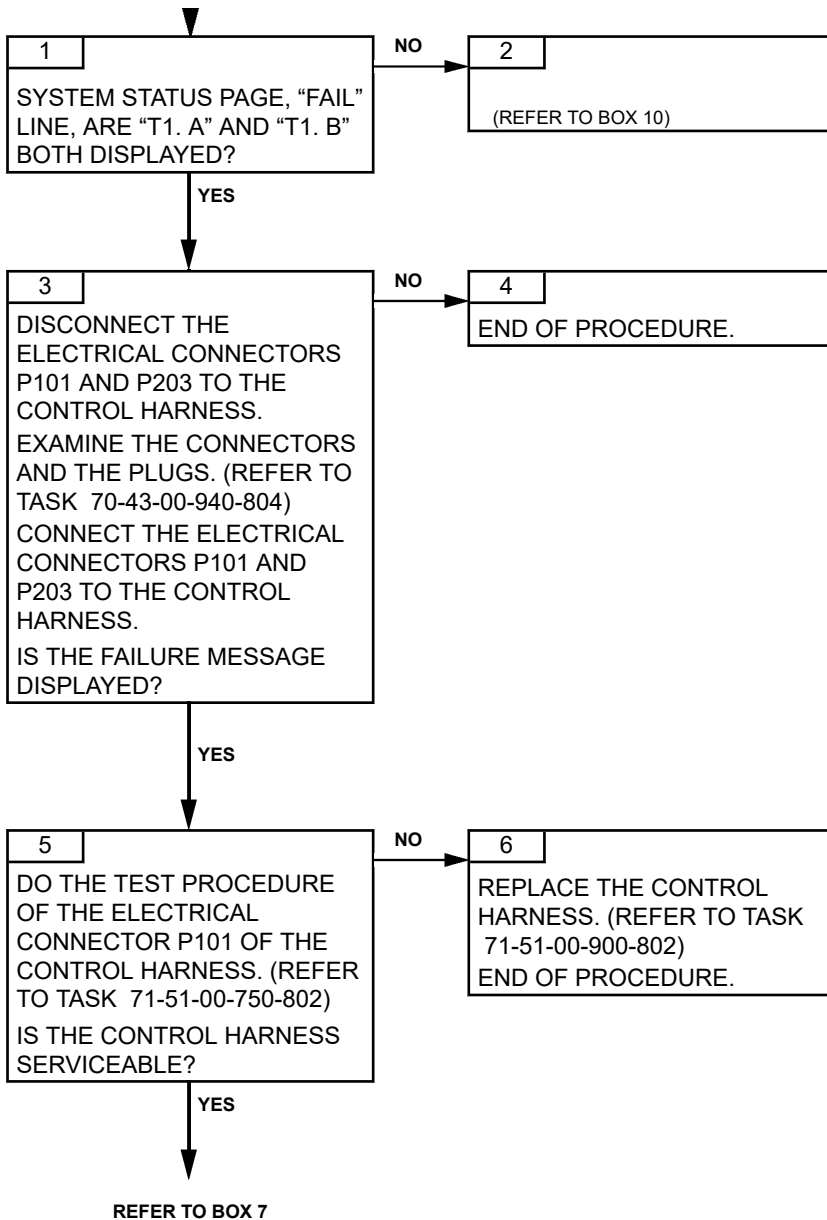 1
NO
2
SYSTEM STATUS PAGE, “FAIL”
LINE, ARE “T1. A” AND “T1. B”
BOTH DISPLAYED?
(REFER TO BOX 10)
YES
3
NO
4
DISCONNECT THE
ELECTRICAL CONNECTORS
P101 AND P203 TO THE
CONTROL HARNESS.
EXAMINE THE CONNECTORS
AND THE PLUGS. (REFER TO
TASK 70-43-00-940-804)
CONNECT THE ELECTRICAL
CONNECTORS P101 AND
P203 TO THE CONTROL
HARNESS.
IS THE FAILURE MESSAGE
DISPLAYED?
END OF PROCEDURE.
YES
5
NO
6
DO THE TEST PROCEDURE
OF THE ELECTRICAL
CONNECTOR P101 OF THE
CONTROL HARNESS. (REFER
TO TASK 71-51-00-750-802)
IS THE CONTROL HARNESS
SERVICEABLE?
REPLACE THE CONTROL
HARNESS. (REFER TO TASK
71-51-00-900-802)
END OF PROCEDURE.
YES
REFER TO BOX 7